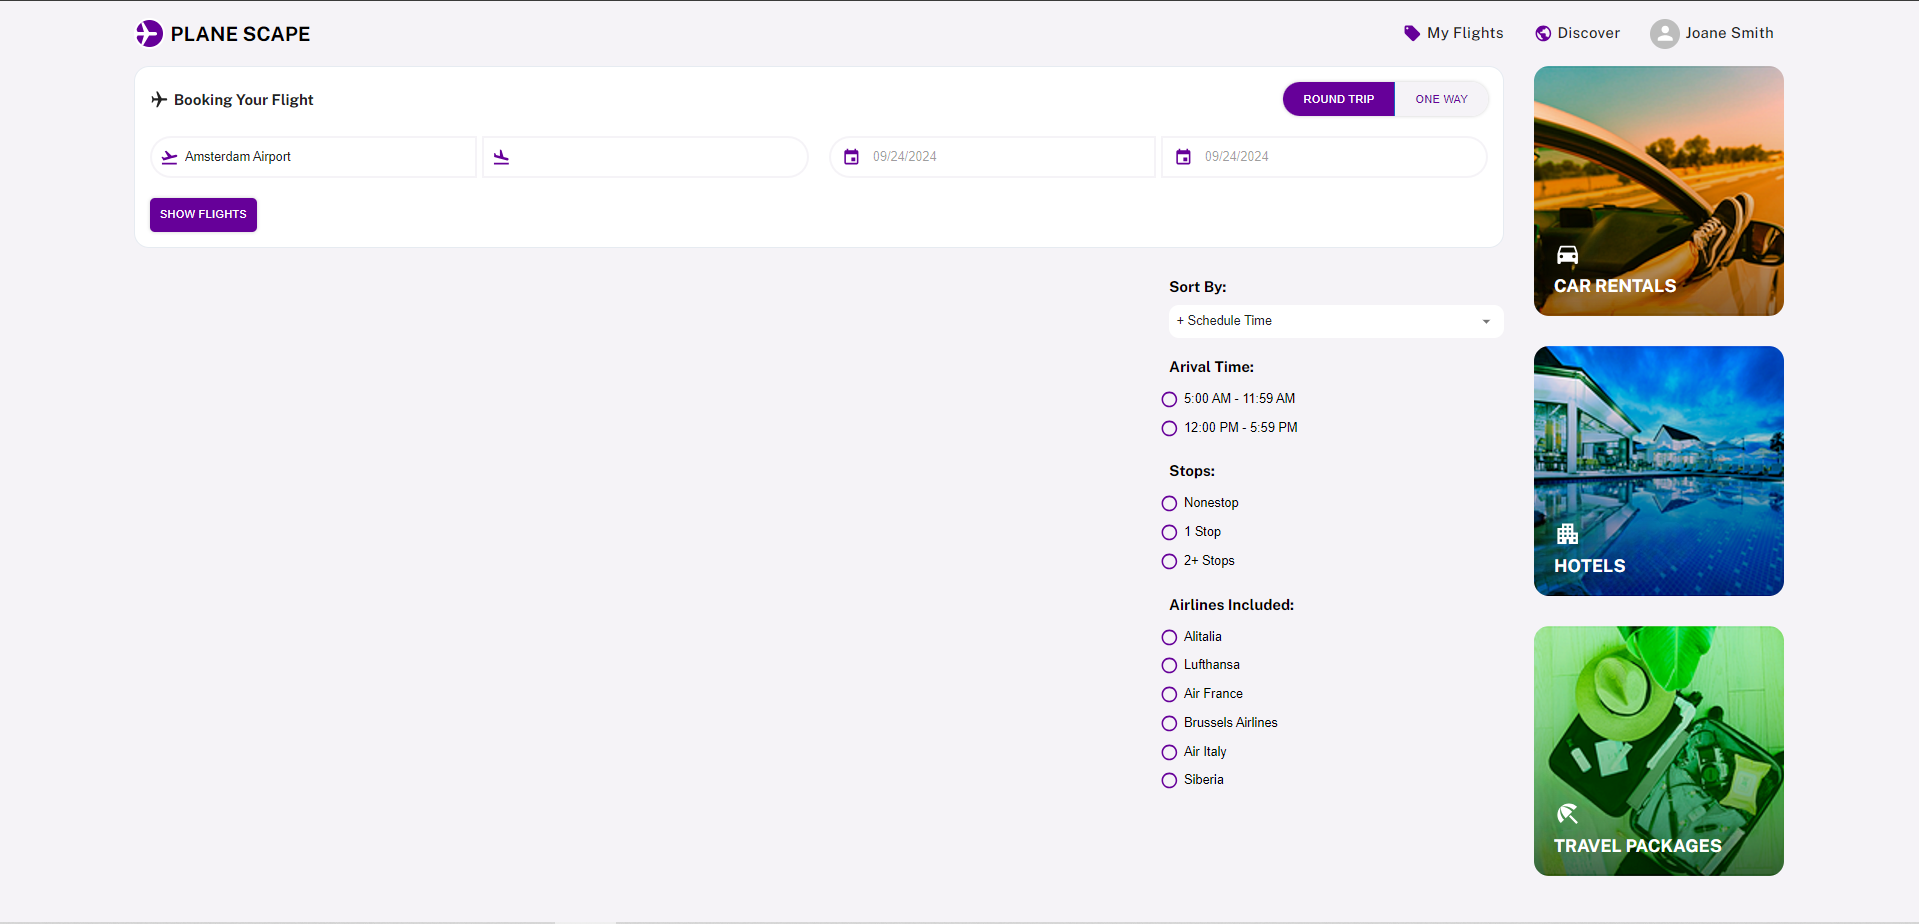 PLANE SCAPE
My Flights
Discover
Joane Smith
Booking Your Flight
ROUND TRIP
ONE WAY
Amsterdam Airport
09/24/2024
09/24/2024
SHOW FLIGHTS
Sort By:
+ Schedule Time
Arival Time:
5:00 AM - 11:59 AM
12:00 PM - 5:59 PM
Stops:
Nonestop
1 Stop
2+ Stops
Airlines Included:
Alitalia
Lufthansa
Air France
Brussels Airlines
Air Italy
Siberia
CAR RENTALS
HOTELS
TRAVEL PACKAGES